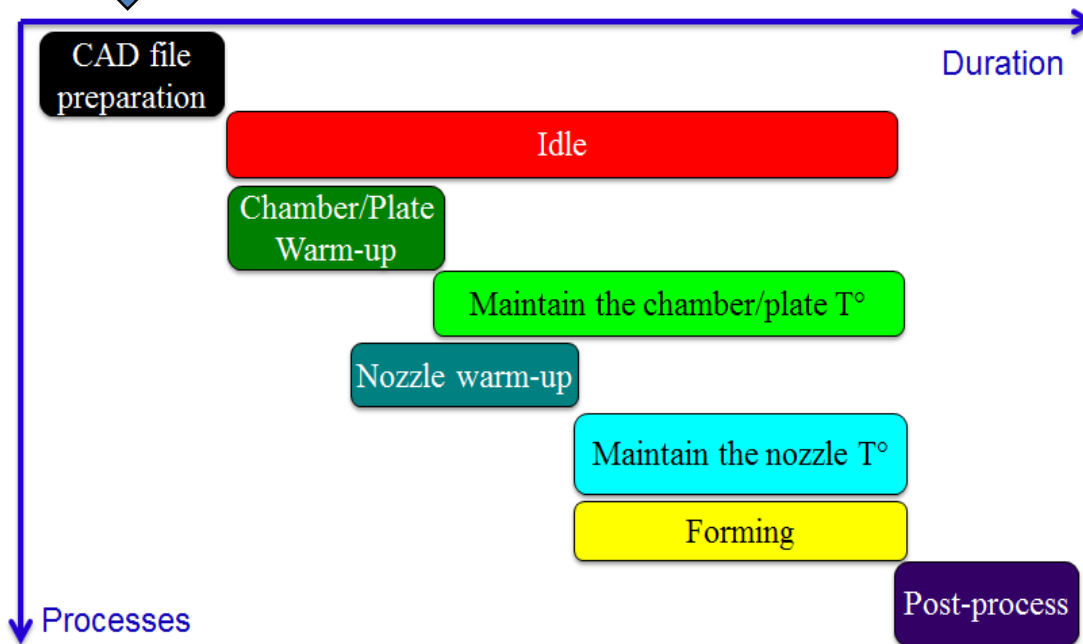 CAD file
preparation
Duration
Idle
Chamber/Plate
Warm-up
Maintain the chamber/plate T°
Nozzle warm-up
Maintain the nozzle T°
Forming
Post-process
Processes